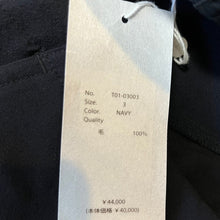 No. T01-03003
Size: 3
Color. NAVY
Quality
毛 100%
￥44,000
(本体価格 ￥40,000)